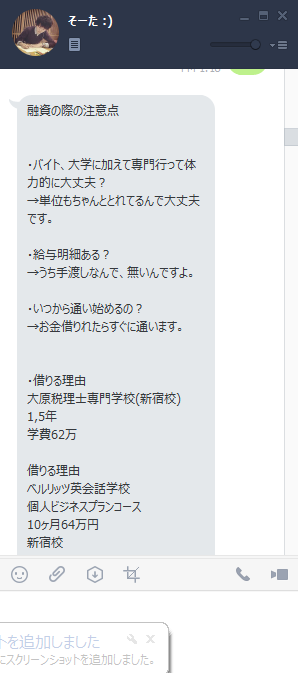 そーた :)
融資の際の注意点
・バイト、大学に加えて専門行って体
力的に大丈夫？
→単位もちゃんととれてるんで大丈夫
です。
・給与明細ある？
→うち手渡しなんで、無いんですよ。
・いつから通い始めるの？
→お金借りれたらすぐに通います。
・借りる理由
大原税理士専門学校(新宿校)
1,5年
学費62万
借りる理由
ベルリッツ英会話学校
個人ビジネスプランコース
10ヶ月64万円
新宿校
トを追加しました
にスクリーンショットを追加しました。